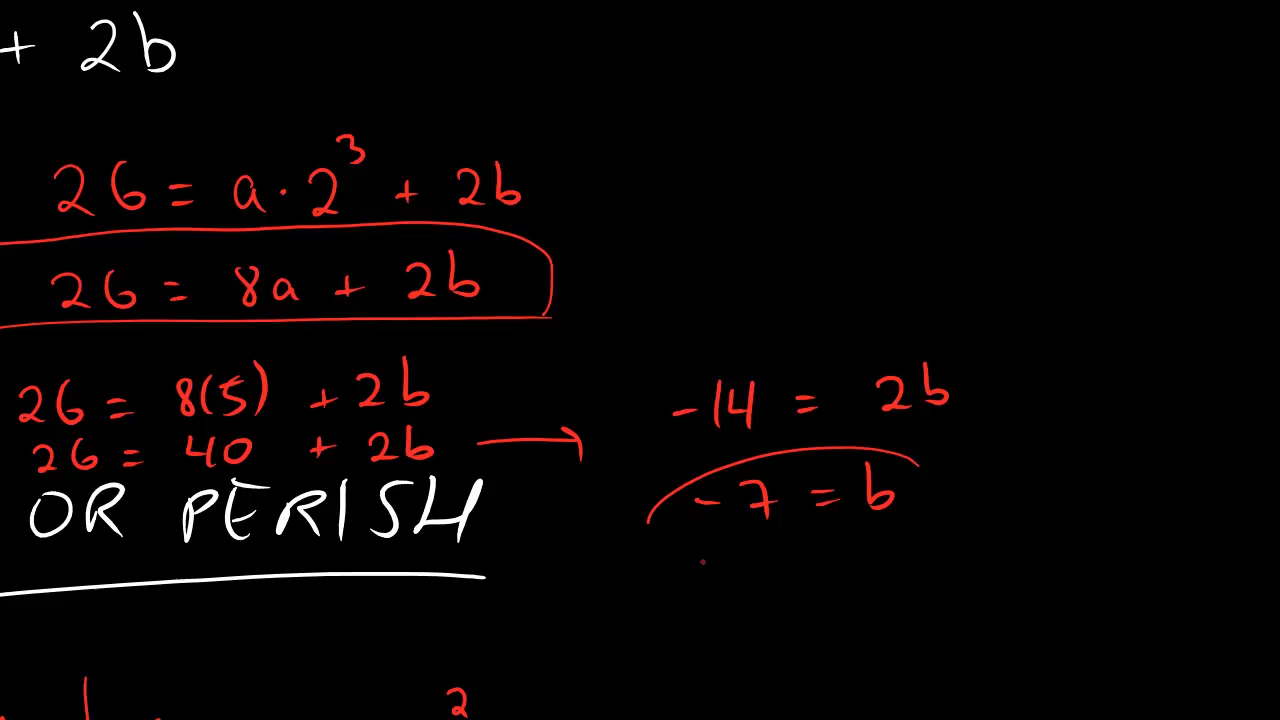 + 2b
26 = a · 2³ + 2b
26 = 8a + 2b
26 = 8(5) + 2b
26 = 40 + 2b →
-14 = 2b
-7 = b
OR PERISH
2